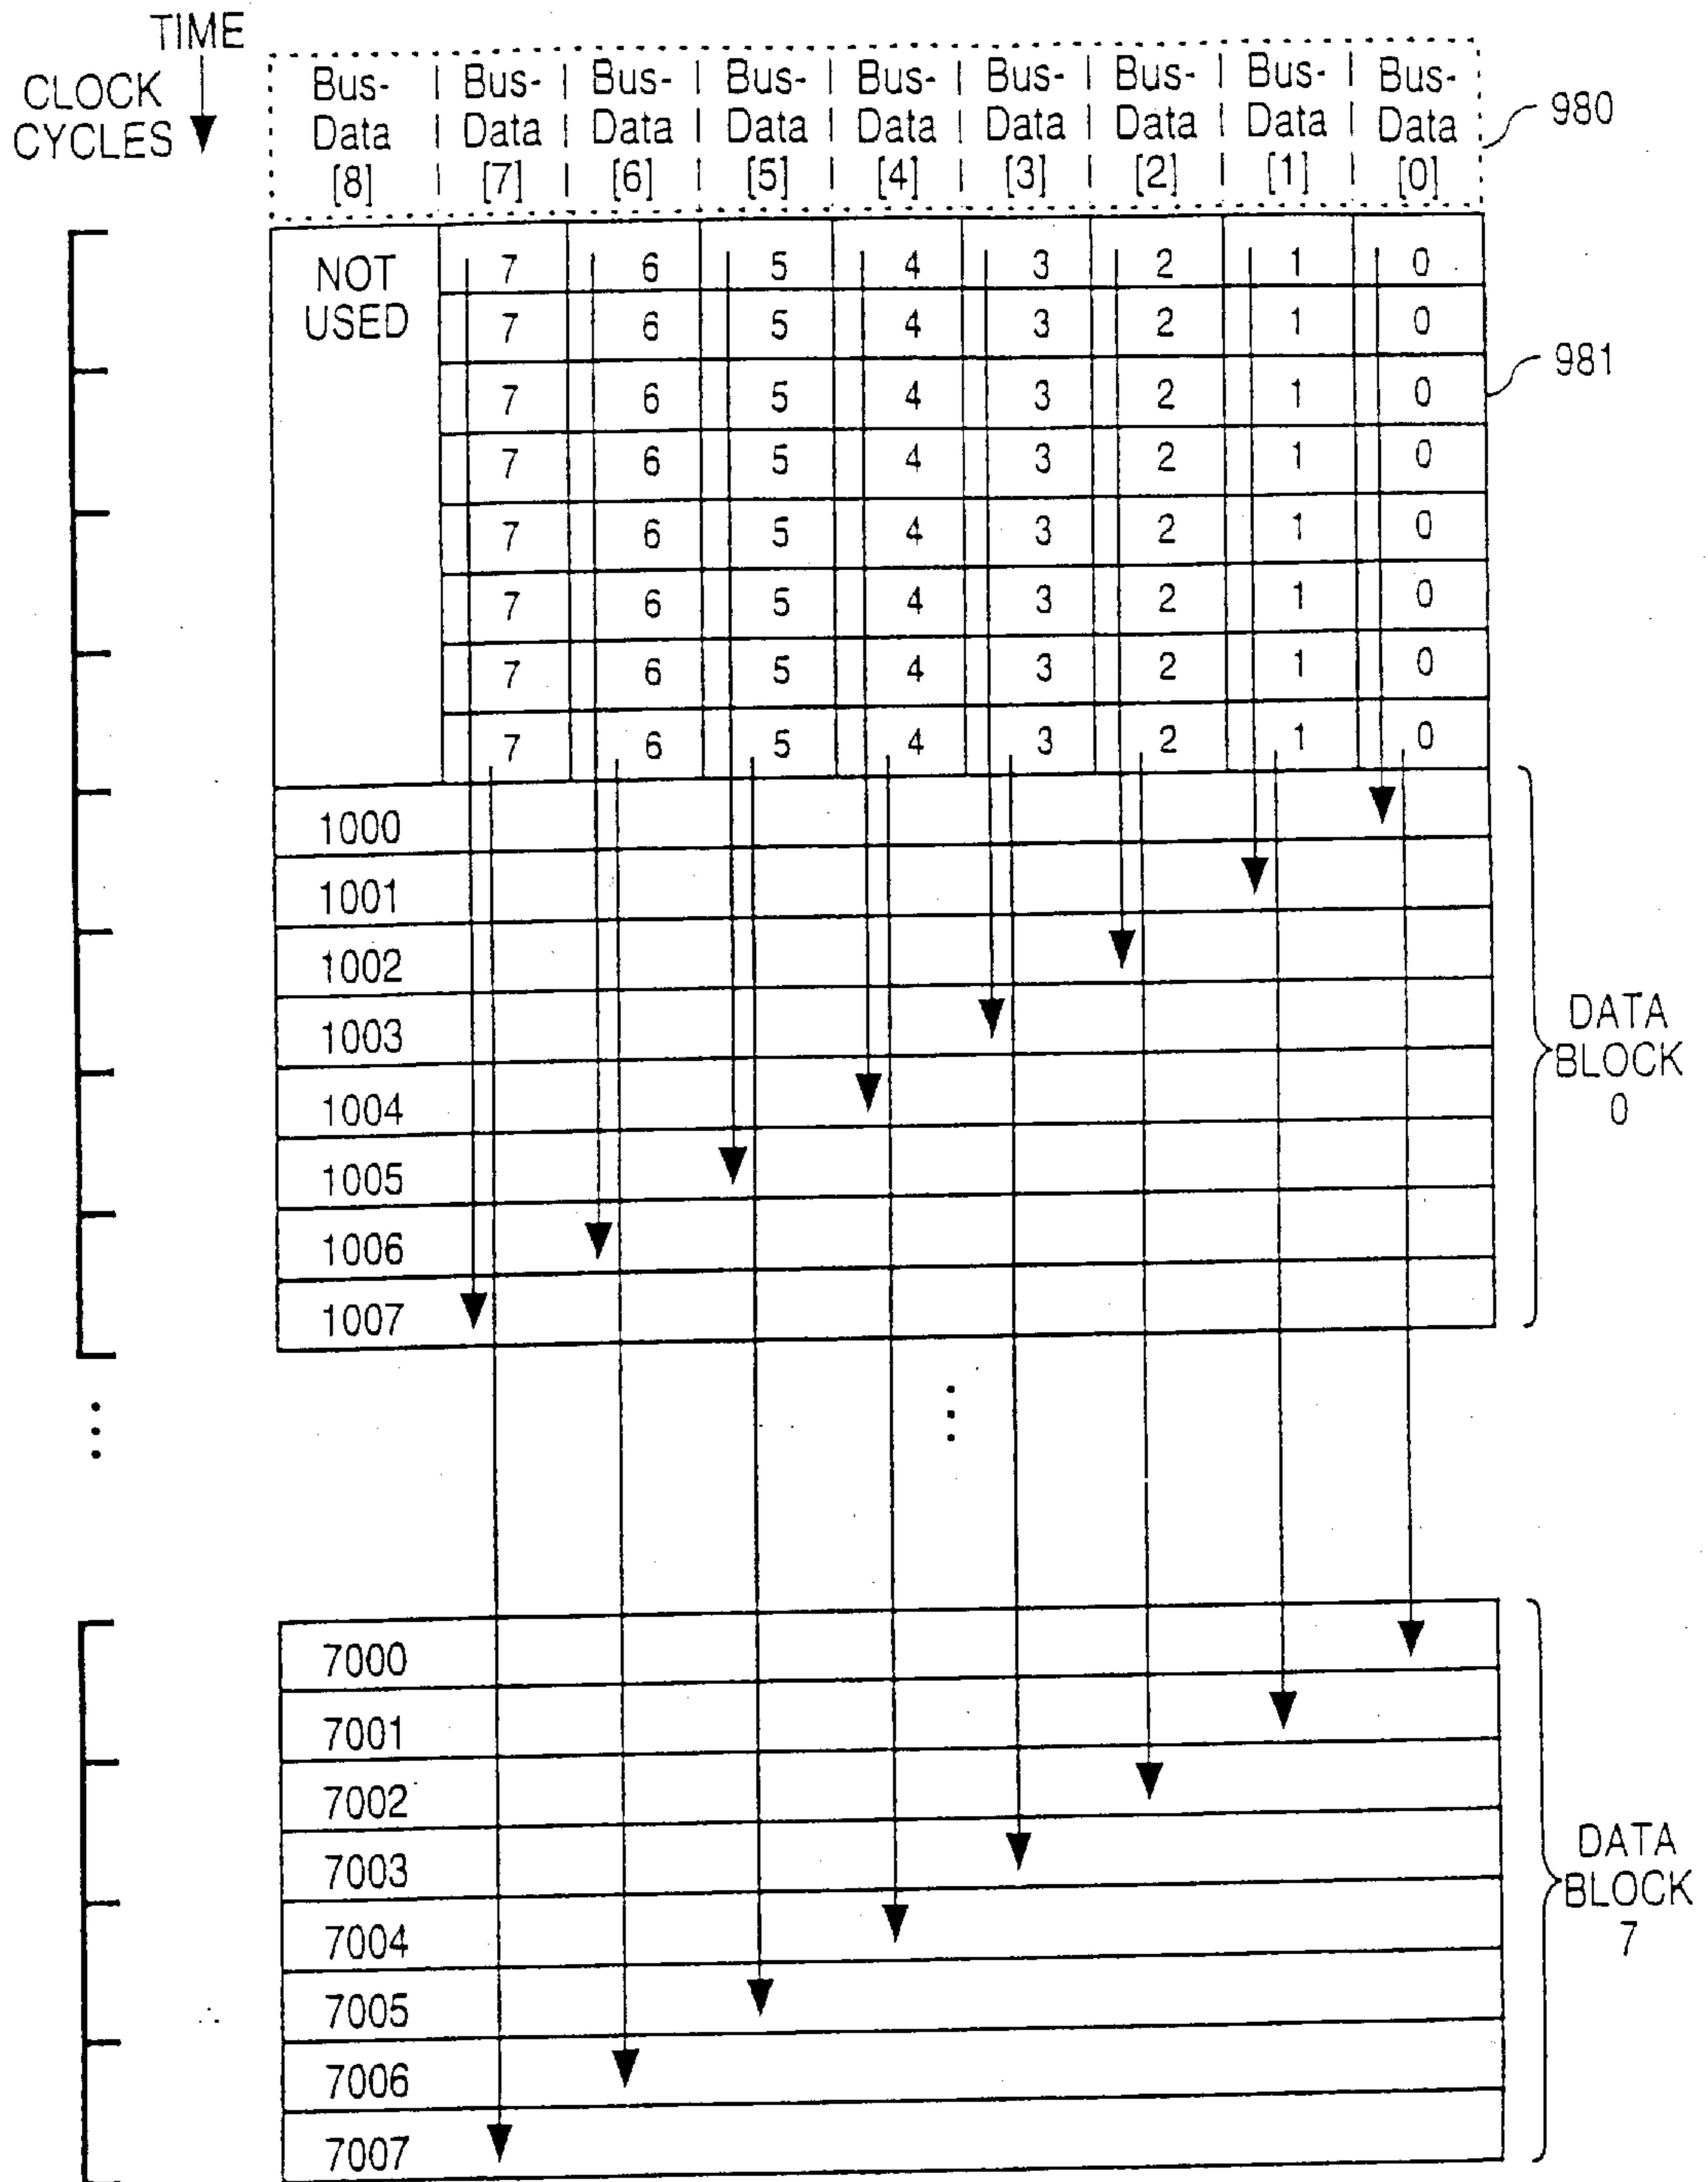 TIME
CLOCK
CYCLES
Bus-Data [8] Bus-Data [7] Bus-Data [6] Bus-Data [5] Bus-Data [4] Bus-Data [3] Bus-Data [2] Bus-Data [1] Bus-Data [0]
980
NOT USED
7 6 5 4 3 2 1 0
7 6 5 4 3 2 1 0
981
7 6 5 4 3 2 1 0
7 6 5 4 3 2 1 0
7 6 5 4 3 2 1 0
7 6 5 4 3 2 1 0
7 6 5 4 3 2 1 0
7 6 5 4 3 2 1 0
1000
1001
1002
1003
1004
1005
1006
1007
DATA
BLOCK
0
7000
7001
7002
7003
7004
7005
7006
7007
DATA
BLOCK
7